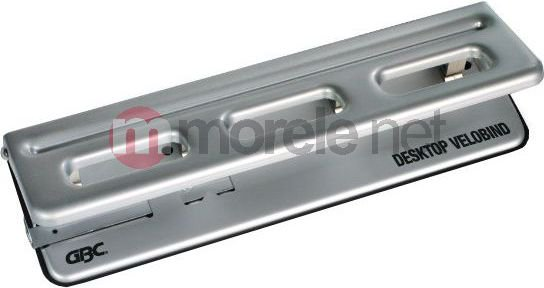 morele.net
DESKTOP VELOBIND
GBC